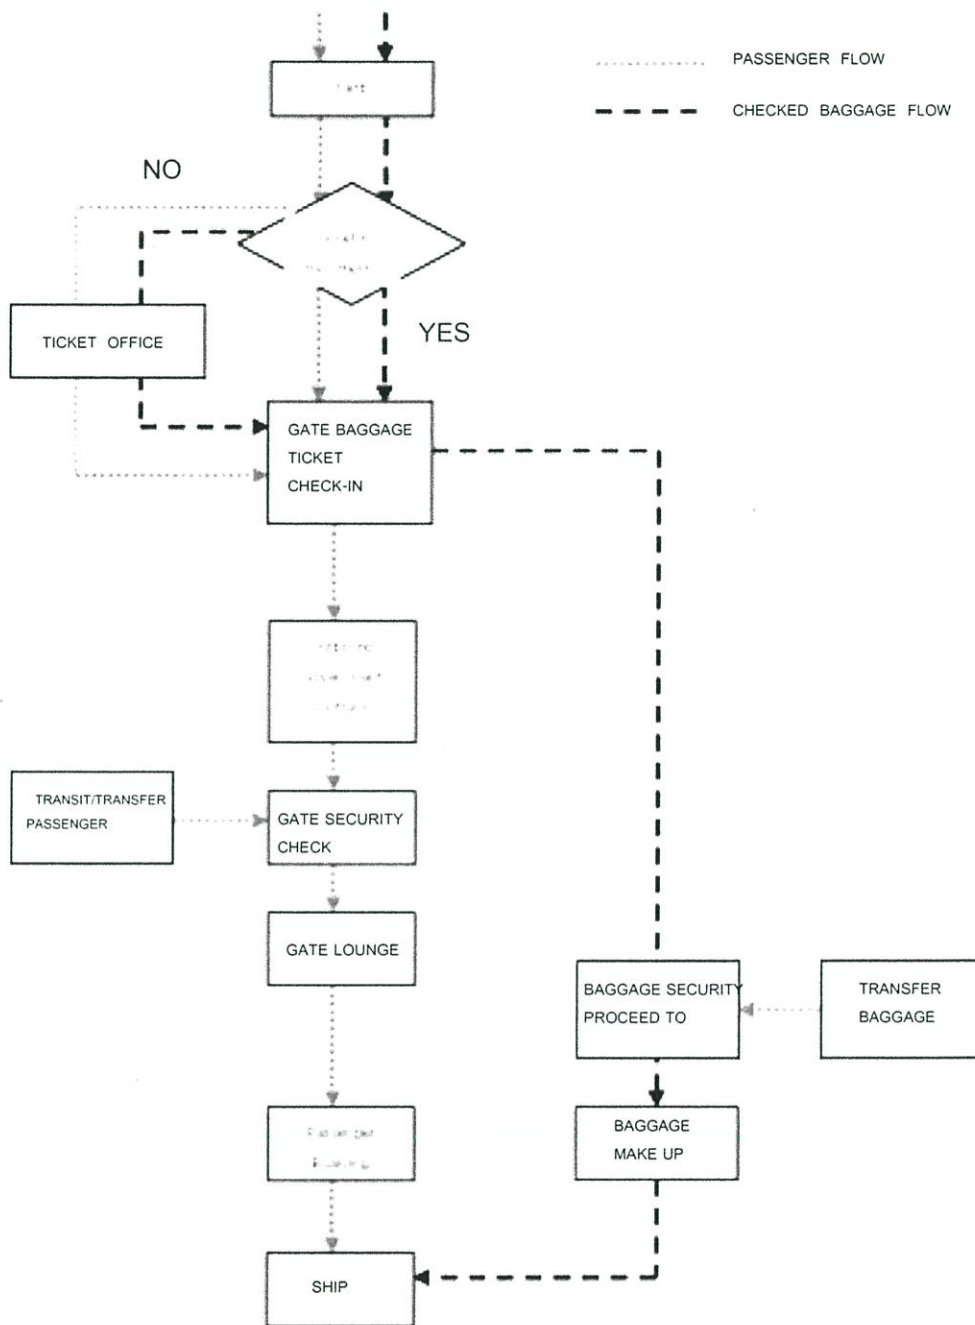 PASSENGER FLOW
CHECKED BAGGAGE FLOW
NO
YES
TICKET OFFICE
GATE BAGGAGE
TICKET
CHECK-IN
TRANSIT/TRANSFER
PASSENGER
GATE SECURITY
CHECK
GATE LOUNGE
BAGGAGE SECURITY
PROCEED TO
TRANSFER
BAGGAGE
BAGGAGE
MAKE UP
SHIP